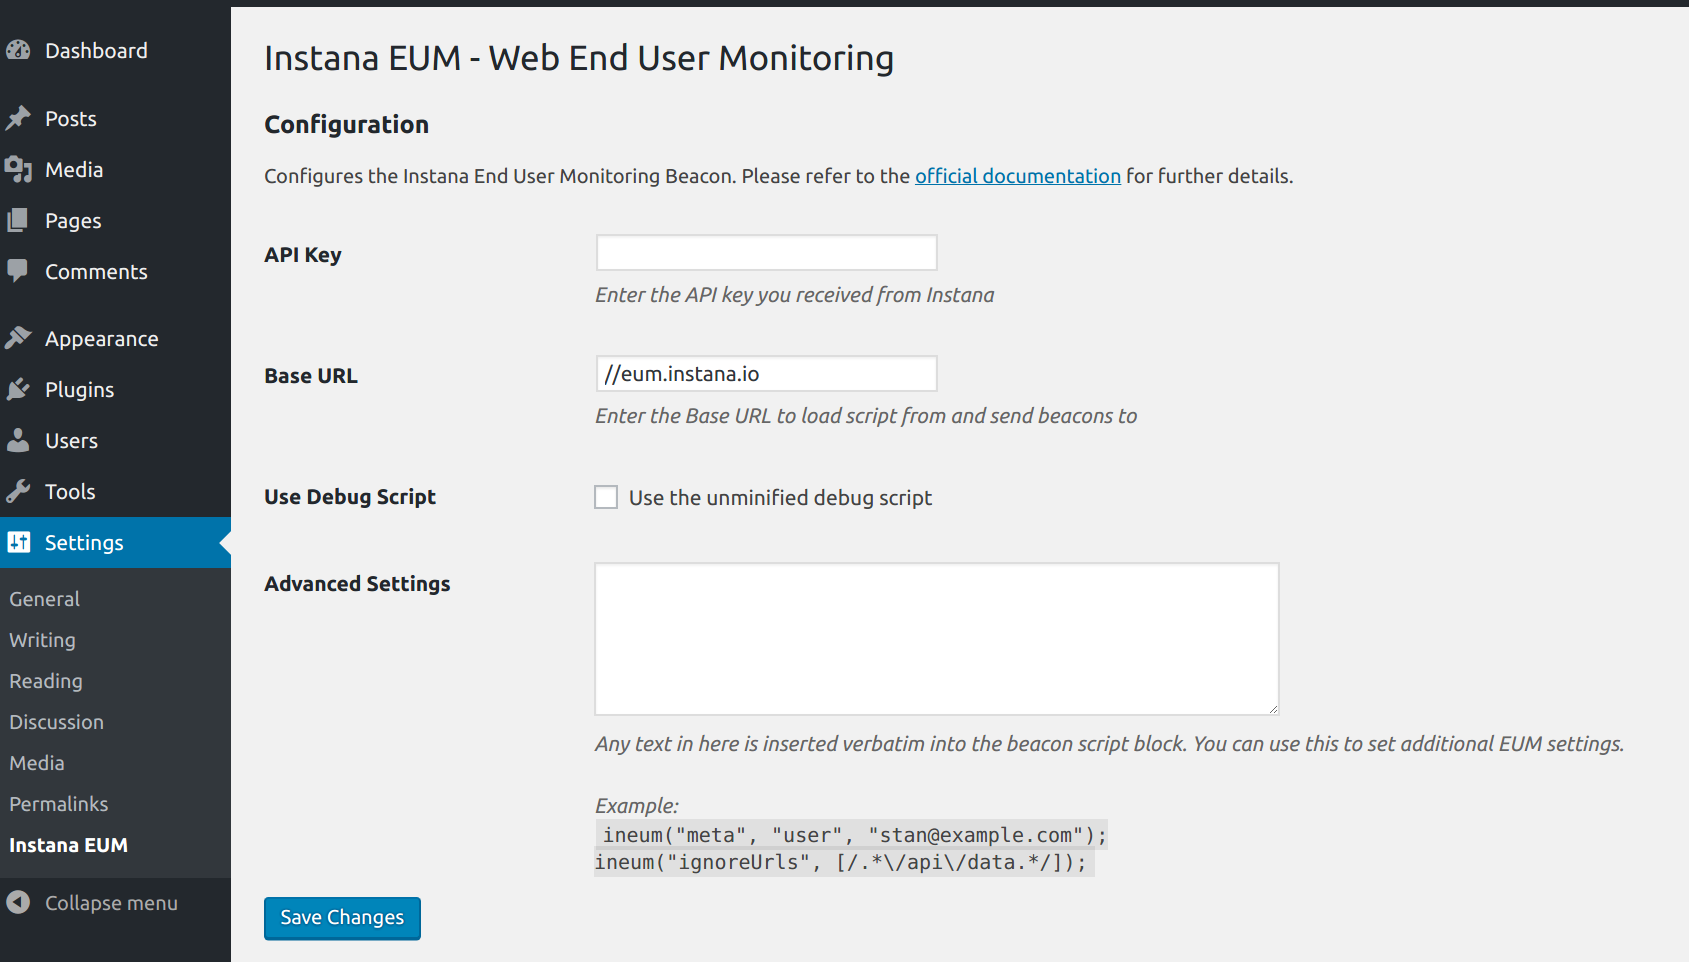 Dashboard
Posts
Media
Pages
Comments
Appearance
Plugins
Users
Tools
Settings
General
Writing
Reading
Discussion
Media
Permalinks
Instana EUM
Collapse menu
Instana EUM - Web End User Monitoring
Configuration
Configures the Instana End User Monitoring Beacon. Please refer to the official documentation for further details.
API Key
Enter the API key you received from Instana
Base URL
//eum.instana.io
Enter the Base URL to load script from and send beacons to
Use Debug Script
Use the unminified debug script
Advanced Settings
Any text in here is inserted verbatim into the beacon script block. You can use this to set additional EUM settings.
Example:
ineum("meta", "user", "stan@example.com");
ineum("ignoreUrls", [/.*\/api\/data.*/]);
Save Changes